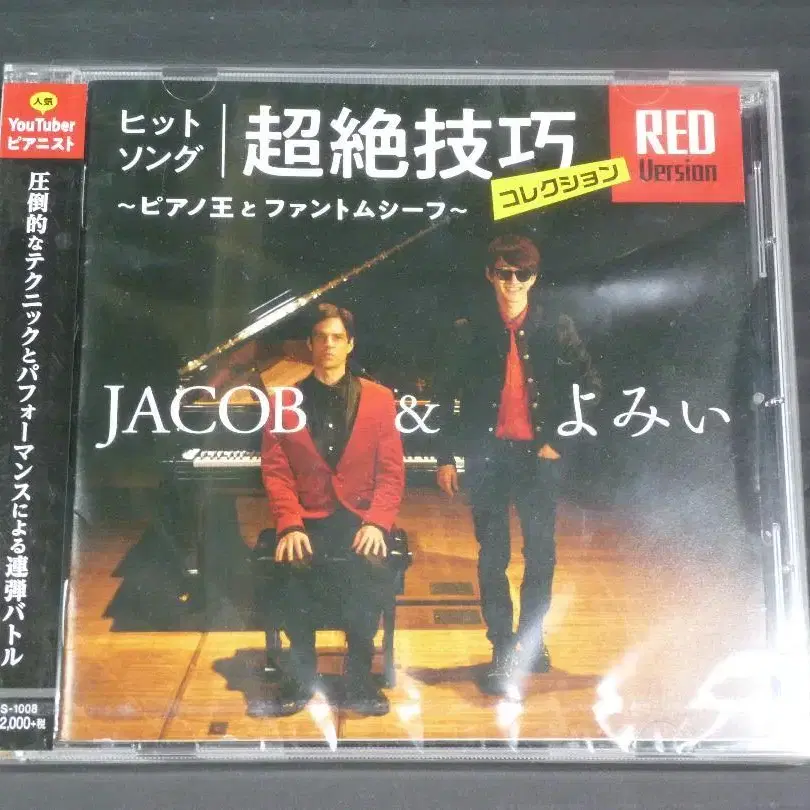 人気
YouTuber
ピアニスト
圧倒的なテクニックとパフォーマンスによる連弾バトル
S-1008
2,000+税
ヒット
ソング
超絶技巧
コレクション
RED
Version
～ピアノ王とファントムシーフ～
JACOB & よみぃ